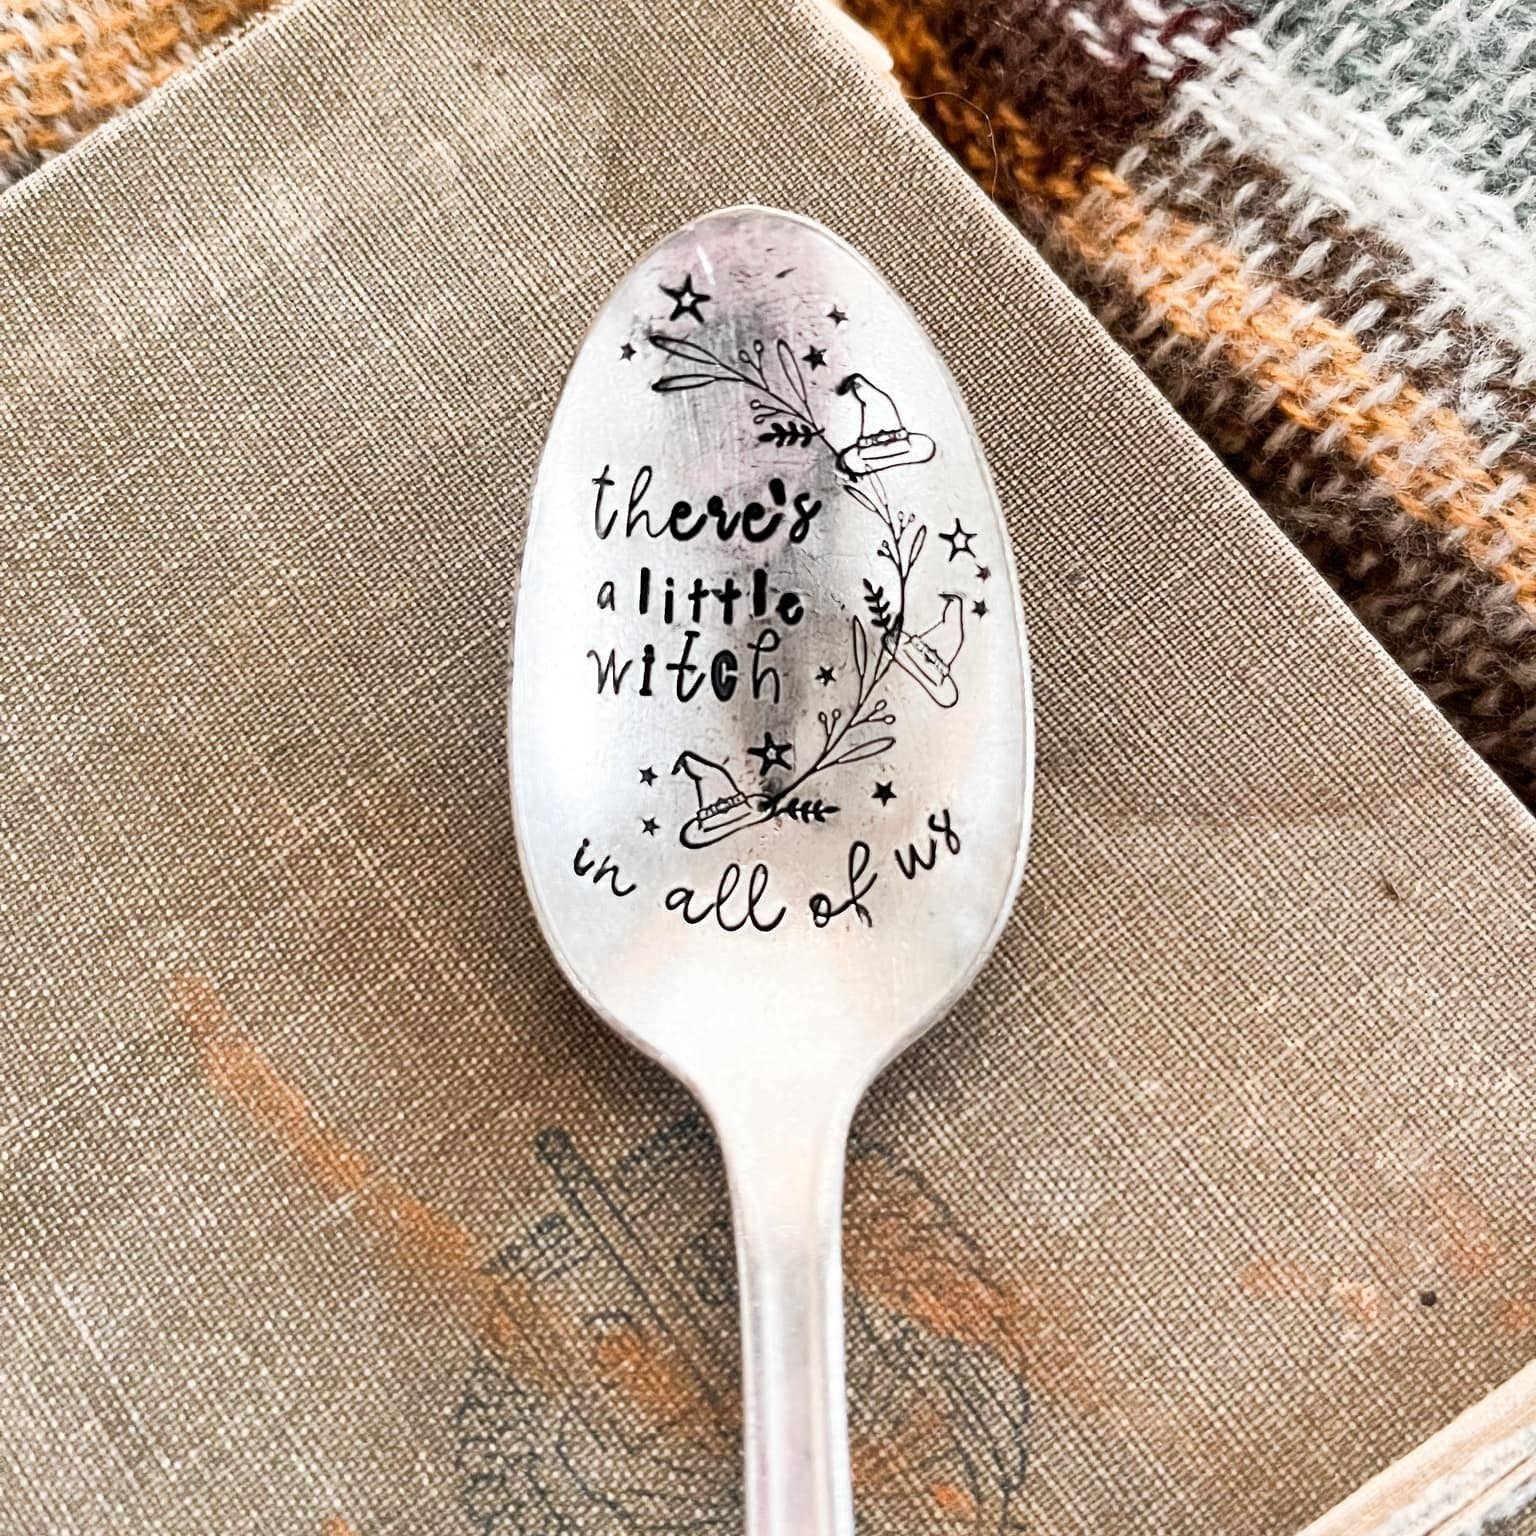 there's
a little
witch
in all of us